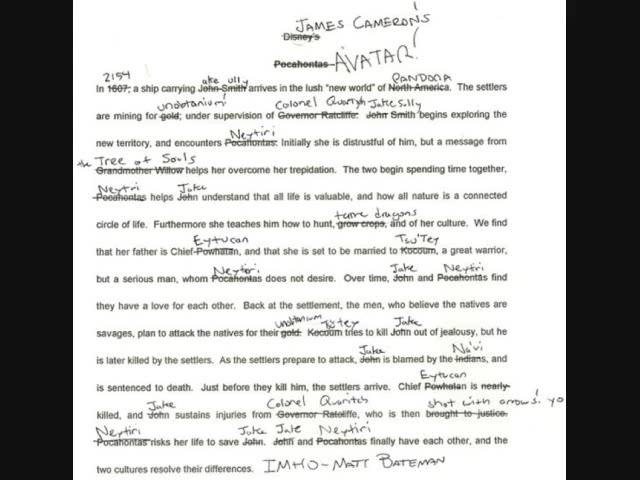 JAMES CAMERON'S
Disney's
Pocahontas AVATAR!
2154 ake ully PANDORA
In 1607, a ship carrying John Smith arrives in the lush "new world" of North America. The settlers
unobtanium Colonel Quartych Jake Sully
are mining for gold, under supervision of Governor Ratcliffe. John Smith begins exploring the
Neytiri
new territory, and encounters Pocahontas. Initially she is distrustful of him, but a message from
the Tree of Souls
Grandmother Willow helps her overcome her trepidation. The two begin spending time together,
Neytri Jake
Pocahontas helps John understand that all life is valuable, and how all nature is a connected
tame dragons
circle of life. Furthermore she teaches him how to hunt, grow crops, and of her culture. We find
Eytucan Tsu'Tey
that her father is Chief Powhatan, and that she is set to be married to Kocoum, a great warrior,
Neytiri Jake Neytiri
but a serious man, whom Pocahontas does not desire. Over time, John and Pocahontas find
they have a love for each other. Back at the settlement, the men, who believe the natives are
unobtanium Tsu'tey Jake
savages, plan to attack the natives for their gold. Kocoum tries to kill John out of jealousy, but he
Jake Na'vi
is later killed by the settlers. As the settlers prepare to attack, John is blamed by the Indians, and
Eytucan
is sentenced to death. Just before they kill him, the settlers arrive. Chief Powhatan is nearly
Jake Colonel Quaritch shot with arrows! yo
killed, and John sustains injuries from Governor Ratcliffe, who is then brought to justice.
Neytiri Jake Jake Neytiri
Pocahontas risks her life to save John. John and Pocahontas finally have each other, and the
two cultures resolve their differences. IMHO-MATT BATEMAN